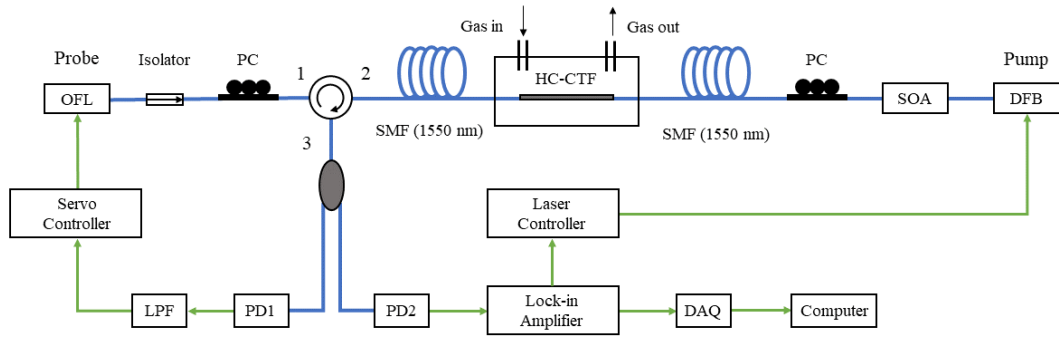 Gas in
Gas out
Probe
Isolator
PC
1
2
HC-CTF
PC
Pump
OFL
SOA
DFB
SMF (1550 nm)
SMF (1550 nm)
3
Servo
Controller
Laser
Controller
LPF
PD1
PD2
Lock-in
Amplifier
DAQ
Computer